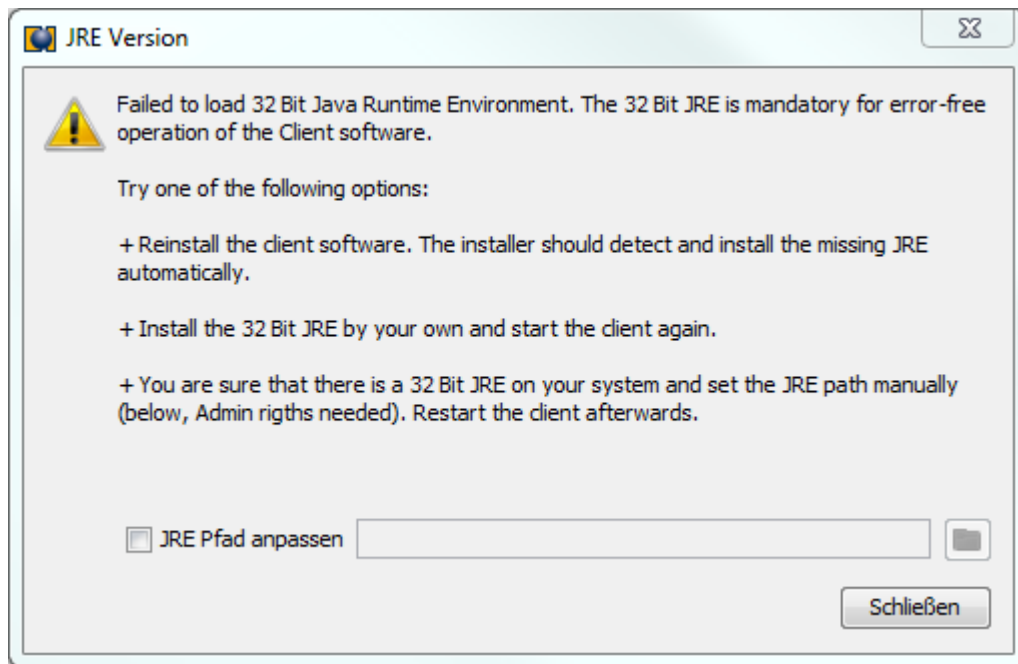 JRE Version
Failed to load 32 Bit Java Runtime Environment. The 32 Bit JRE is mandatory for error-free
operation of the Client software.
Try one of the following options:
+ Reinstall the client software. The installer should detect and install the missing JRE
automatically.
+ Install the 32 Bit JRE by your own and start the client again.
+ You are sure that there is a 32 Bit JRE on your system and set the JRE path manually
(below, Admin rigths needed). Restart the client afterwards.
JRE Pfad anpassen
Schließen